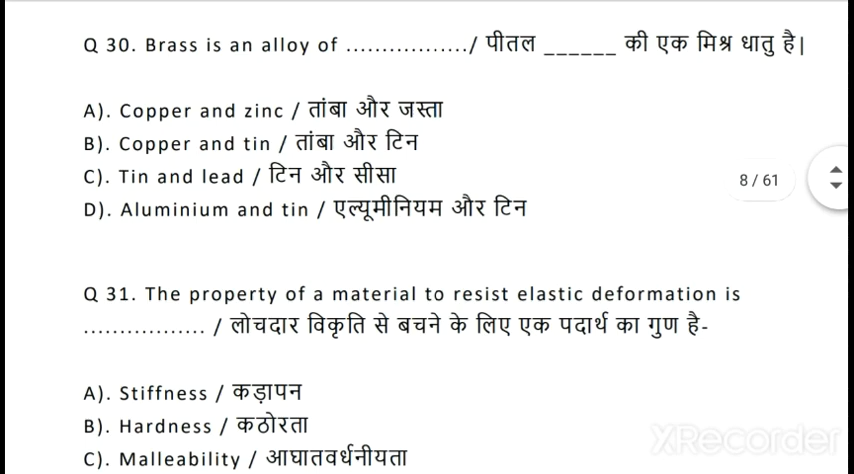 Q 30. Brass is an alloy of ................../ पीतल ______ की एक मिश्र धातु है|
A). Copper and zinc / तांबा और जस्ता
B). Copper and tin / तांबा और टिन
C). Tin and lead / टिन और सीसा
8 / 61
D). Aluminium and tin / एल्यूमीनियम और टिन
Q 31. The property of a material to resist elastic deformation is
................. / लोचदार विकृति से बचने के लिए एक पदार्थ का गुण है-
A). Stiffness / कड़ापन
B). Hardness / कठोरता
XRecorder
C). Malleability / आघातवर्धनीयता